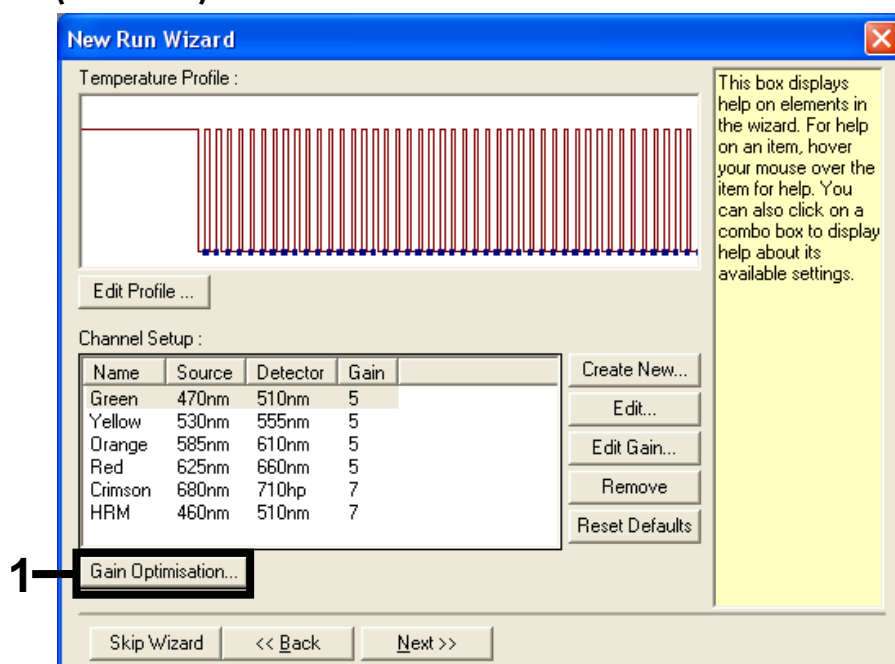 New Run Wizard
Temperature Profile :
This box displays
help on elements in
the wizard. For help
on an item, hover
your mouse over the
item for help. You
can also click on a
combo box to display
help about its
available settings.
Edit Profile ...
Channel Setup :
Name Source Detector Gain
Green 470nm 510nm 5
Yellow 530nm 555nm 5
Orange 585nm 610nm 5
Red 625nm 660nm 5
Crimson 680nm 710hp 7
HRM 460nm 510nm 7
Create New...
Edit...
Edit Gain...
Remove
Reset Defaults
1
Gain Optimisation...
Skip Wizard << Back Next >>